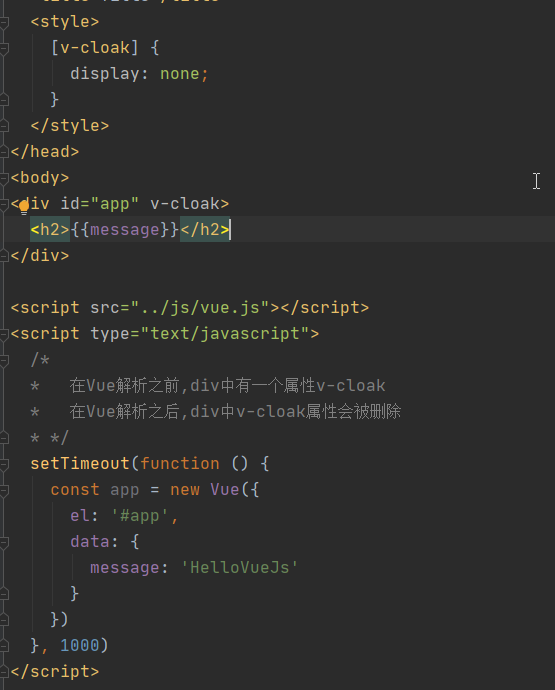 <style>
[v-cloak] {
display: none;
}
</style>
</head>
<body>
<div id="app" v-cloak>
<h2>{{message}}</h2>
</div>
<script src="../js/vue.js"></script>
<script type="text/javascript">
/*
* 在Vue解析之前,div中有一个属性v-cloak
* 在Vue解析之后,div中v-cloak属性会被删除
* */
setTimeout(function () {
const app = new Vue({
el: '#app',
data: {
message: 'HelloVueJs'
}
})
}, 1000)
</script>